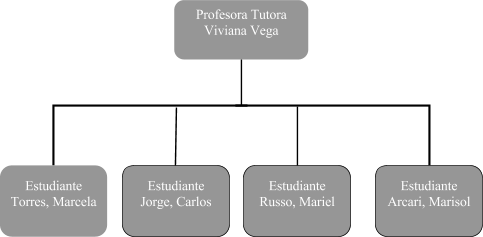 Profesora Tutora
Viviana Vega
Estudiante
Torres, Marcela
Estudiante
Jorge, Carlos
Estudiante
Russo, Mariel
Estudiante
Arcari, Marisol